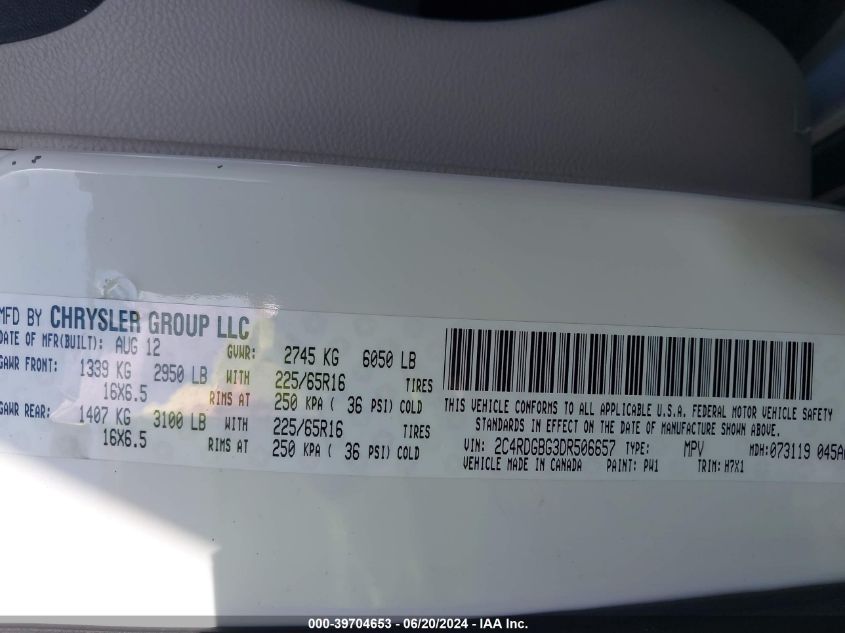 MFD BY CHRYSLER GROUP LLC
DATE OF MFR(BUILT): AUG 12 GVWR: 2745 KG 6050 LB
GAWR FRONT: 1339 KG 2950 LB WITH 225/65R16 TIRES
16X6.5 RIMS AT 250 KPA ( 36 PSI) COLD
GAWR REAR: 1407 KG 3100 LB WITH 225/65R16 TIRES
16X6.5 RIMS AT 250 KPA ( 36 PSI) COLD
THIS VEHICLE CONFORMS TO ALL APPLICABLE U.S.A. FEDERAL MOTOR VEHICLE SAFETY
STANDARDS IN EFFECT ON THE DATE OF MANUFACTURE SHOWN ABOVE.
VIN: 2C4RDGBG3DR506657 TYPE: MPV MDH:073119 045A
VEHICLE MADE IN CANADA PAINT: PW1 TRIM: H7X1
000-39704653 - 06/20/2024 - IAA Inc.